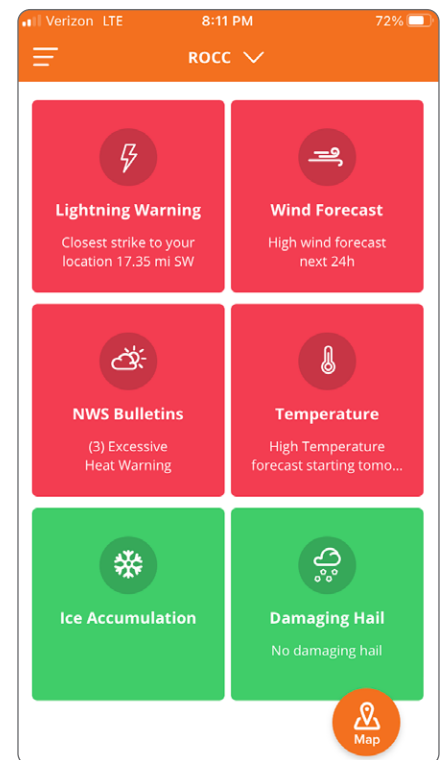 Verizon LTE 8:11 PM 72%
ROCC
Lightning Warning
Closest strike to your
location 17.35 mi SW
Wind Forecast
High wind forecast
next 24h
NWS Bulletins
(3) Excessive
Heat Warning
Temperature
High Temperature
forecast starting tomo...
Ice Accumulation
Damaging Hail
No damaging hail
Map